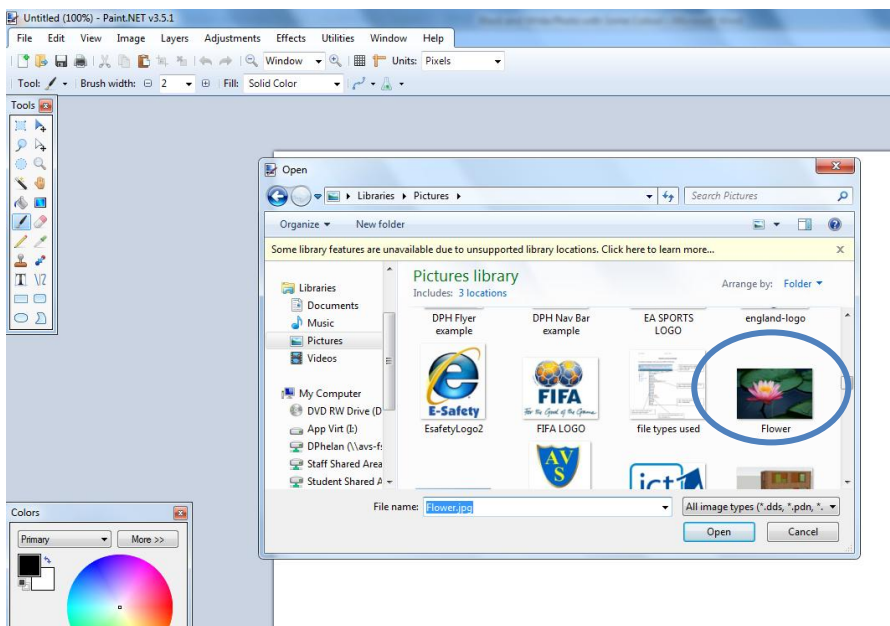 Untitled (100%) - Paint.NET v3.5.1
File Edit View Image Layers Adjustments Effects Utilities Window Help
Window Units: Pixels
Tool: Brush width: 2 Fill: Solid Color
Tools
Open
Libraries Pictures Search Pictures
Organize New folder
Some library features are unavailable due to unsupported library locations. Click here to learn more...
Libraries
Documents
Music
Pictures
Videos
My Computer
DVD RW Drive (D
App Virt (I:)
DPhelan (\\avs-f
Staff Shared Area
Student Shared A
Pictures library
Includes: 3 locations
Arrange by: Folder
DPH Flyer example
DPH Nav Bar example
EA SPORTS LOGO
england-logo
E-Safety
EsafetyLogo2
FIFA
For the Good of the Game
FIFA LOGO
file types used
Flower
AVS
ict
File name: Flower.jpg All image types (*.dds, *.pdn, *.
Open Cancel
Colors
Primary More >>